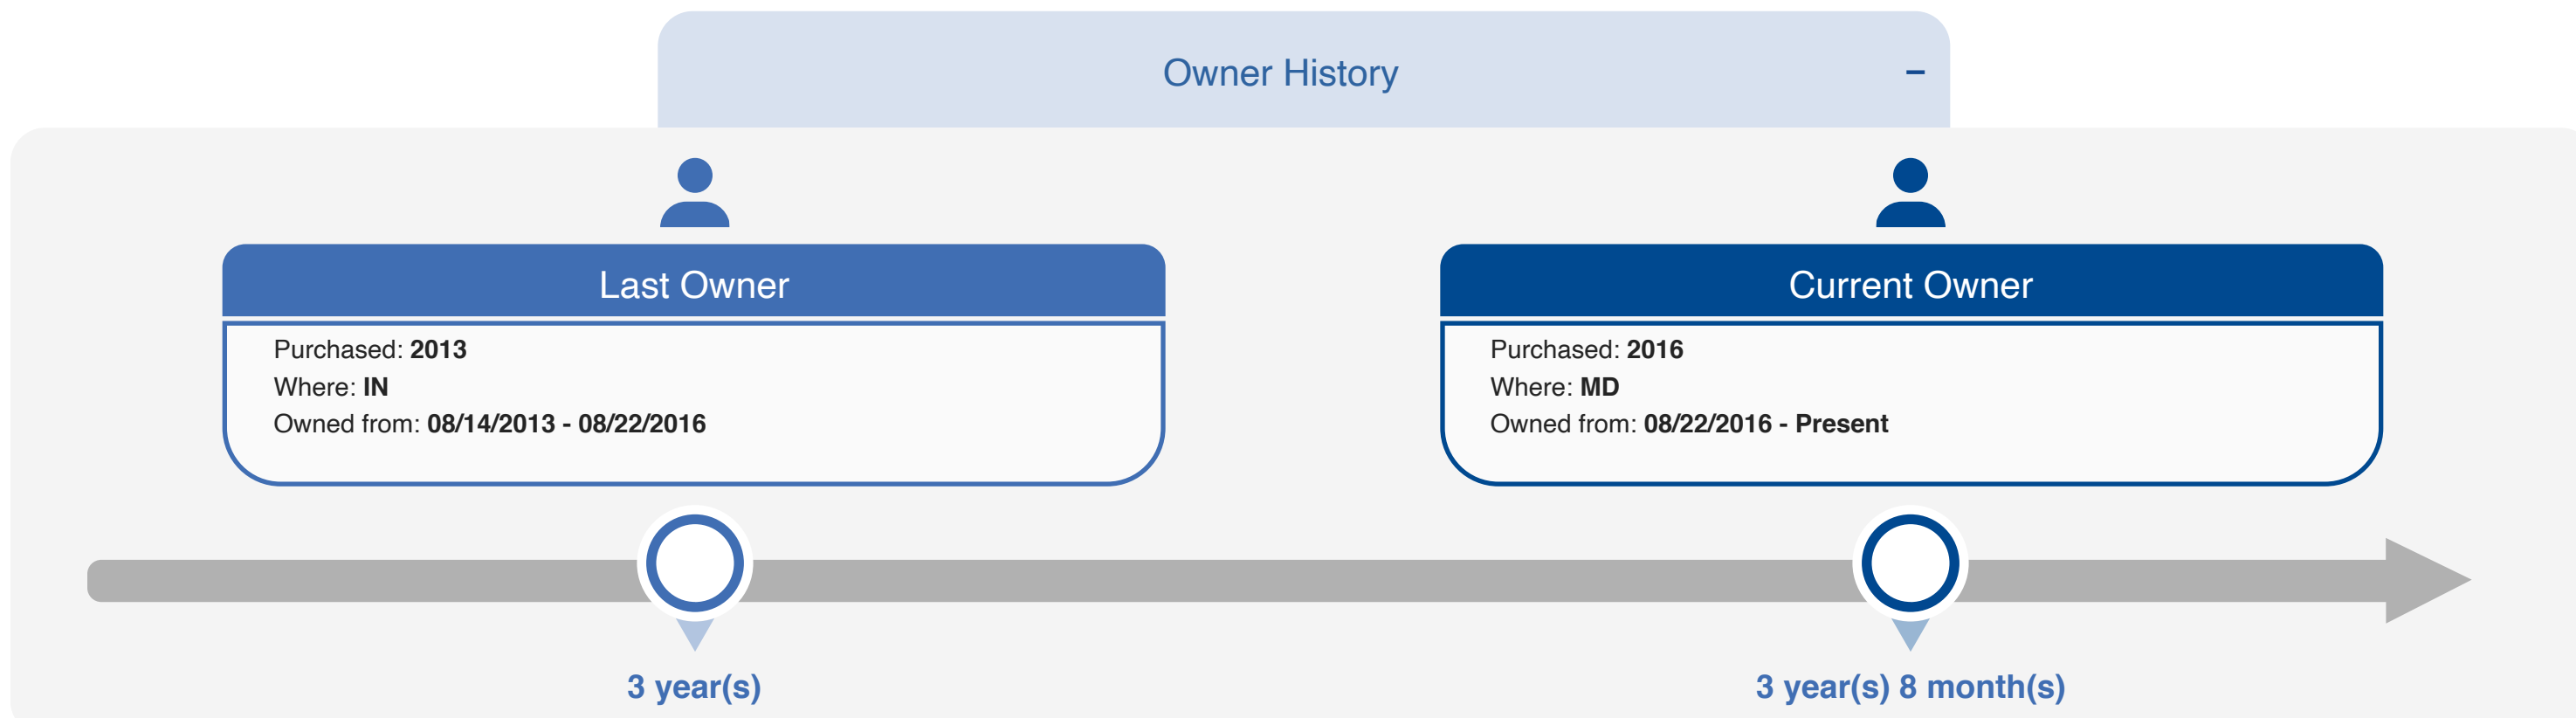 Owner History
–
Last Owner
Purchased: 2013
Where: IN
Owned from: 08/14/2013 - 08/22/2016
3 year(s)
Current Owner
Purchased: 2016
Where: MD
Owned from: 08/22/2016 - Present
3 year(s) 8 month(s)